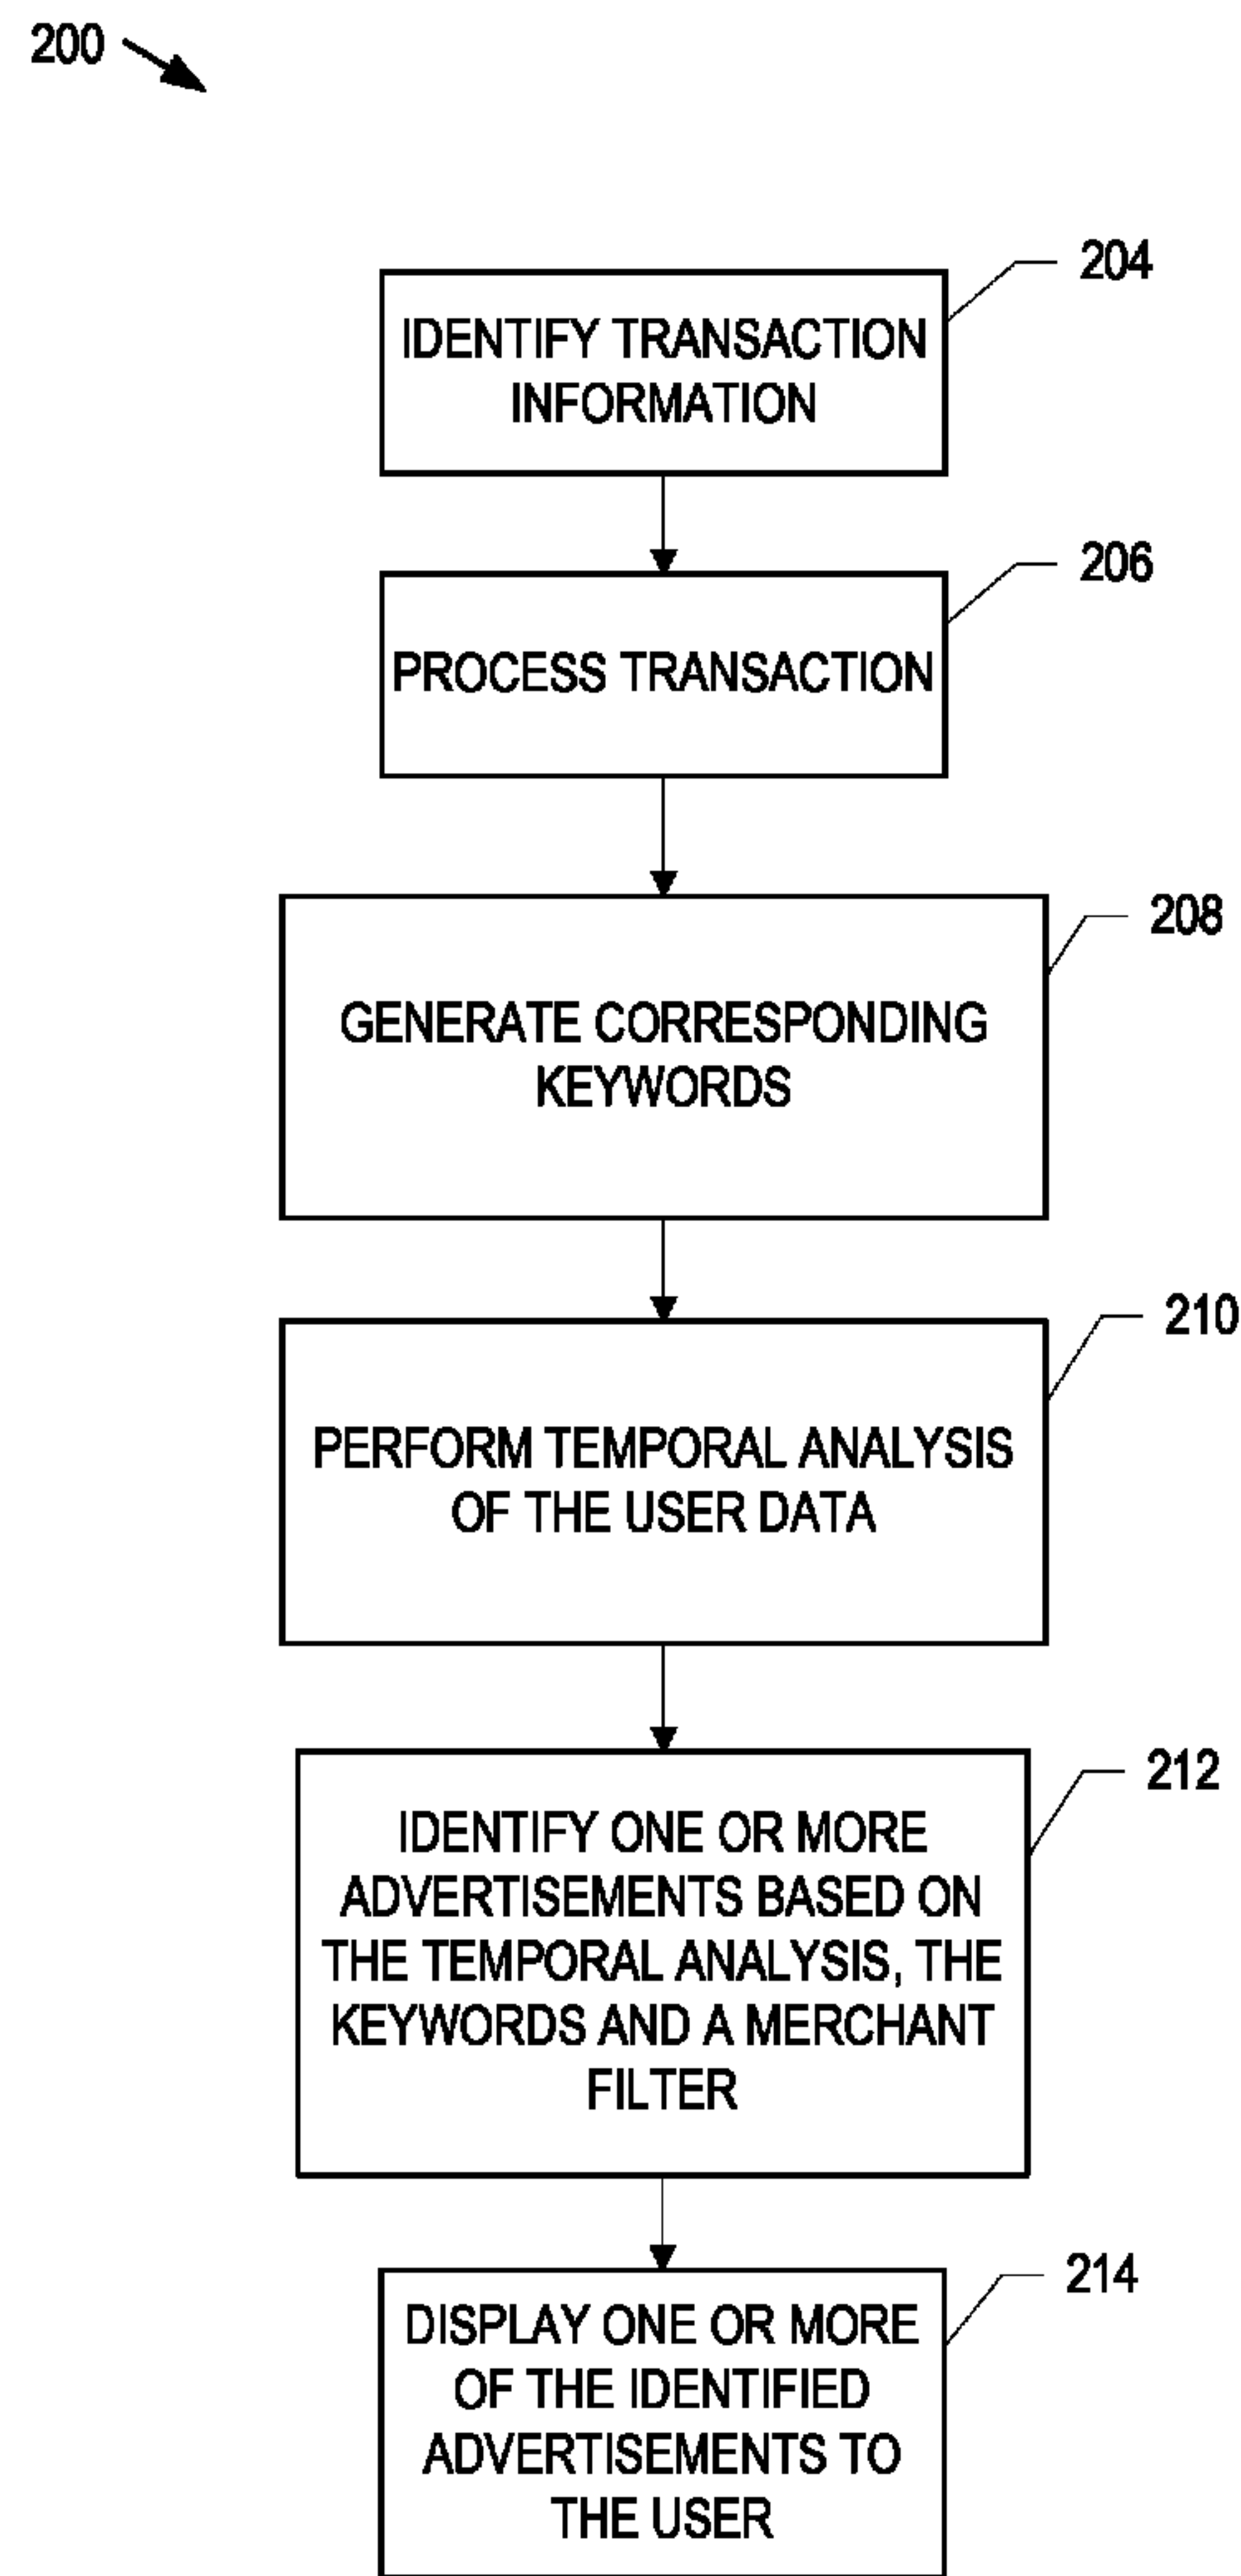 200
204
IDENTIFY TRANSACTION
INFORMATION
206
PROCESS TRANSACTION
208
GENERATE CORRESPONDING
KEYWORDS
210
PERFORM TEMPORAL ANALYSIS
OF THE USER DATA
212
IDENTIFY ONE OR MORE
ADVERTISEMENTS BASED ON
THE TEMPORAL ANALYSIS, THE
KEYWORDS AND A MERCHANT
FILTER
214
DISPLAY ONE OR MORE
OF THE IDENTIFIED
ADVERTISEMENTS TO
THE USER